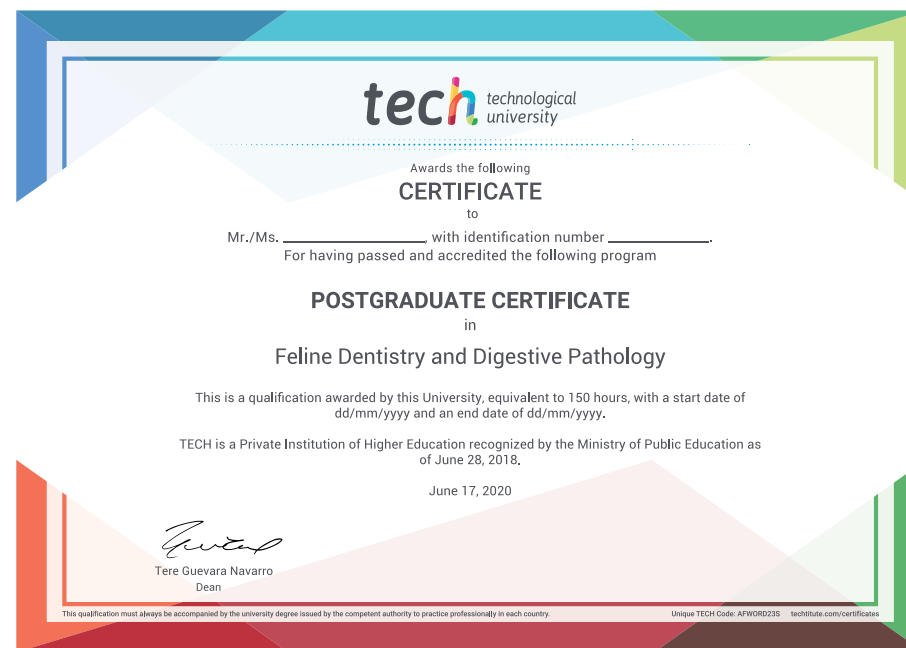 tech technological
university
Awards the following
CERTIFICATE
to
Mr./Ms. ____________, with identification number ____________.
For having passed and accredited the following program
POSTGRADUATE CERTIFICATE
in
Feline Dentistry and Digestive Pathology
This is a qualification awarded by this University, equivalent to 150 hours, with a start date of
dd/mm/yyyy and an end date of dd/mm/yyyy.
TECH is a Private Institution of Higher Education recognized by the Ministry of Public Education as
of June 28, 2018.
June 17, 2020
Tere Guevara Navarro
Dean
This qualification must always be accompanied by the university degree issued by the competent authority to practice professionally in each country. Unique TECH Code: AFWORD23S techtitute.com/certificates